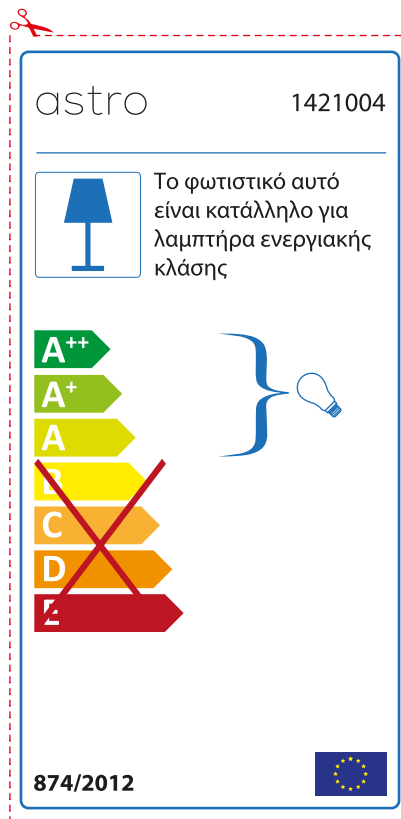 astro
1421004
Το φωτιστικό αυτό
είναι κατάλληλο για
λαμπτήρα ενεργιακής
κλάσης
A++
A+
A
B
C
D
E
874/2012